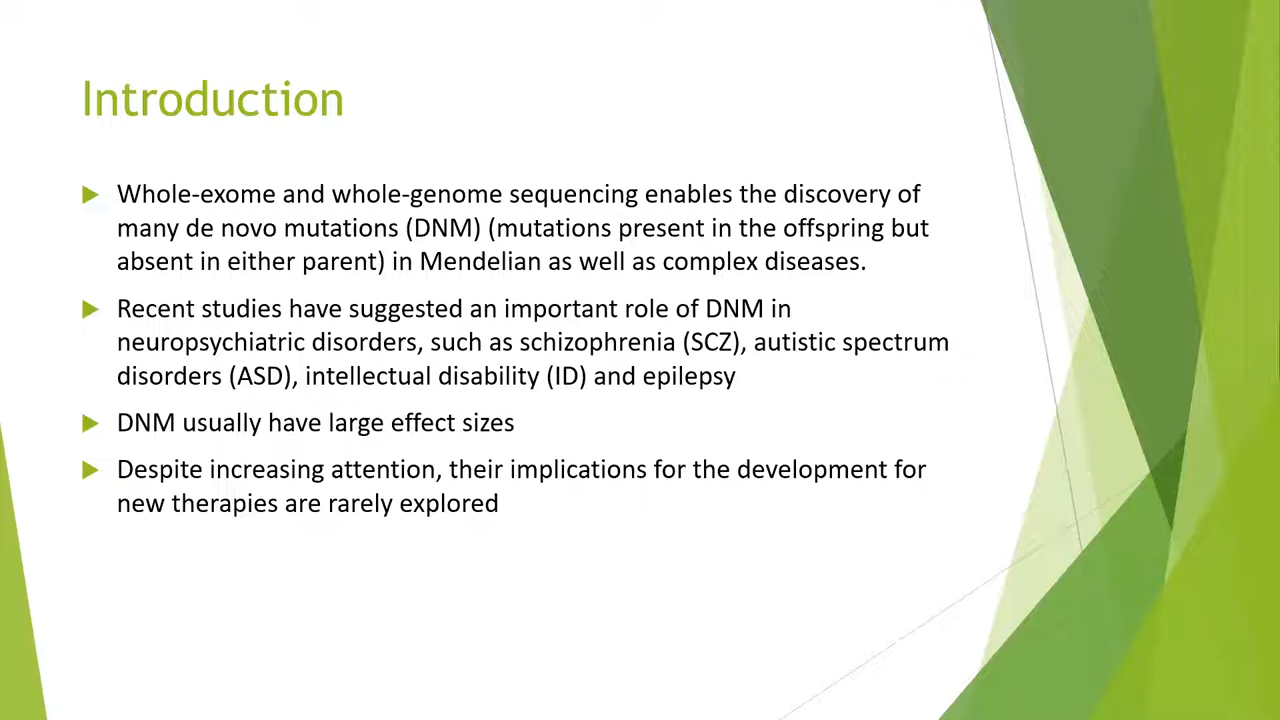 Introduction
Whole-exome and whole-genome sequencing enables the discovery of
many de novo mutations (DNM) (mutations present in the offspring but
absent in either parent) in Mendelian as well as complex diseases.
Recent studies have suggested an important role of DNM in
neuropsychiatric disorders, such as schizophrenia (SCZ), autistic spectrum
disorders (ASD), intellectual disability (ID) and epilepsy
DNM usually have large effect sizes
Despite increasing attention, their implications for the development for
new therapies are rarely explored